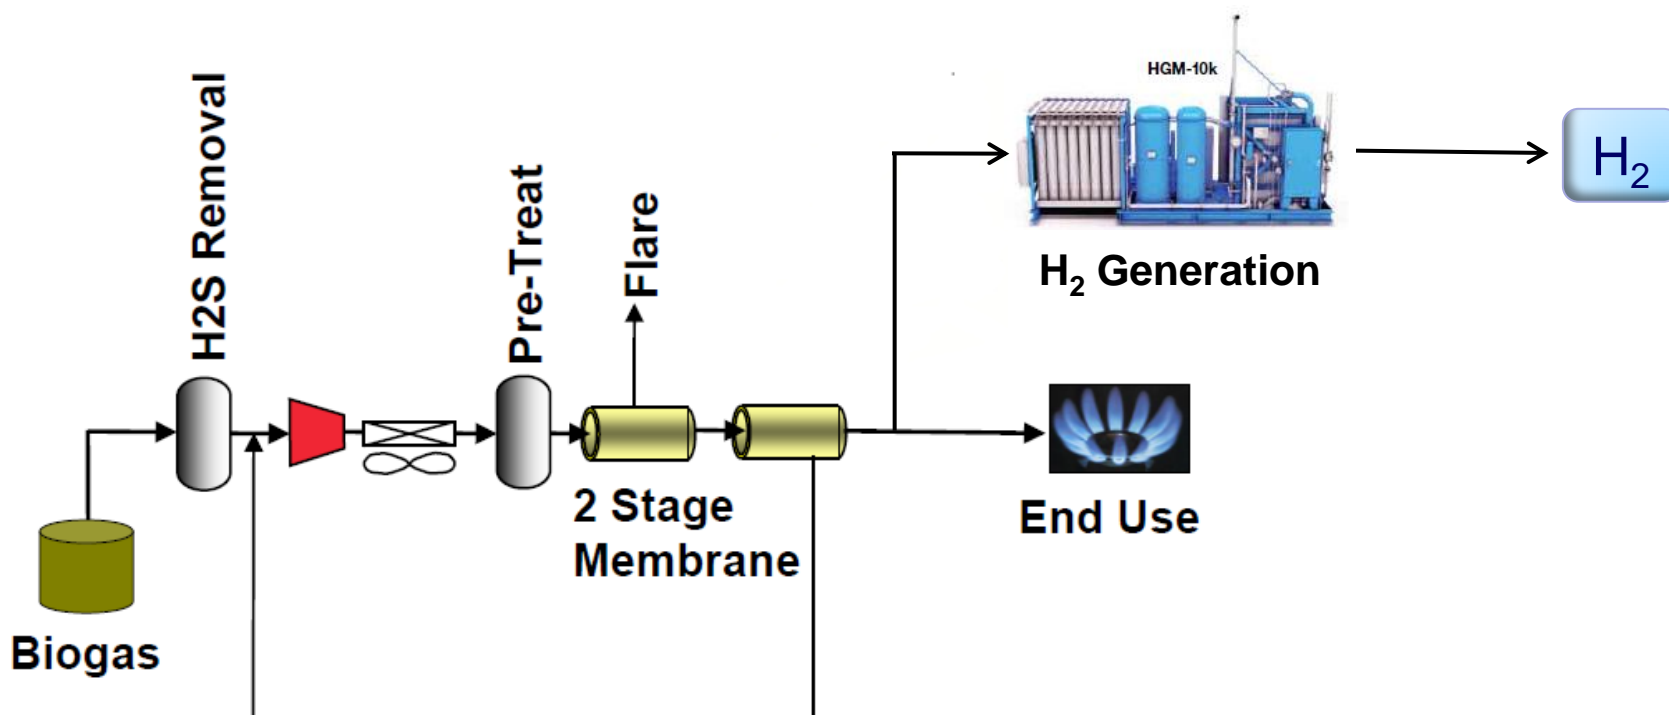 HGM-10k
H₂
H₂ Generation
H2S Removal
Pre-Treat
Flare
2 Stage
Membrane
End Use
Biogas